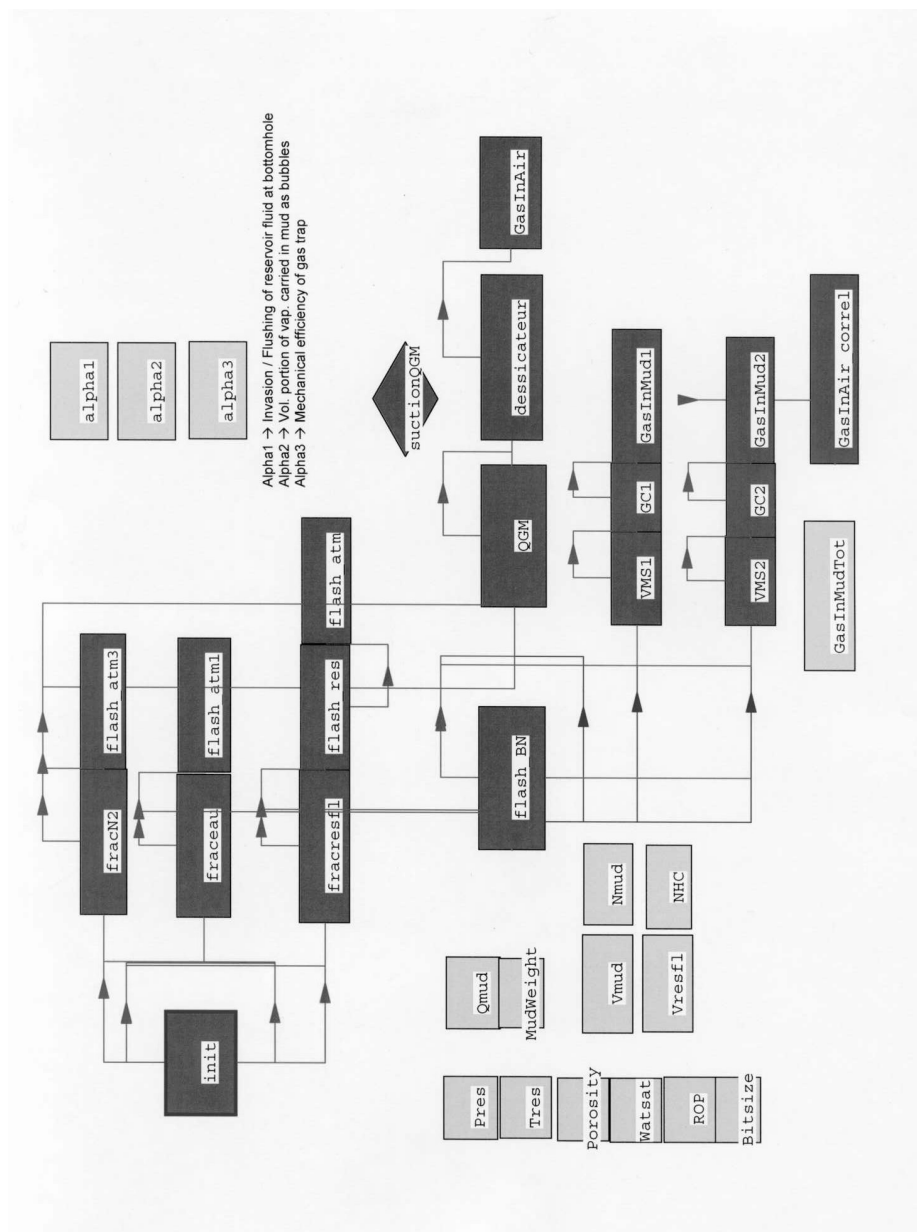 alpha1
alpha2
alpha3
Alpha1 → Invasion / Flushing of reservoir fluid at bottomhole
Alpha2 → Vol. portion of vap. carried in mud as bubbles
Alpha3 → Mechanical efficiency of gas trap
fracN2
flash atm3
fraceau
flash atm1
fracresfl
flash res
flash atm
init
suctionQGM
flash BN
QGM
dessicateur
GasInAir
Qmud
MudWeight
Pres
Tres
Porosity
Watsat
ROP
Bitsize
Vmud
Nmud
Vresfl
NHC
VMS1
GC1
GasInMud1
VMS2
GC2
GasInMud2
GasInAir correl
GasInMudTot